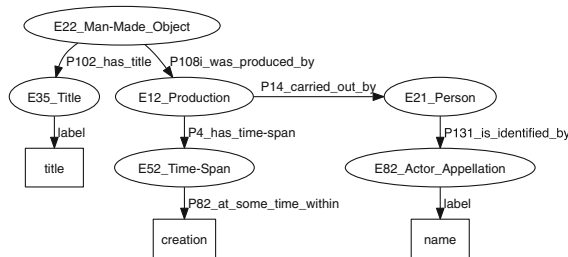 E22_Man-Made_Object
P102_has_title
P108i_was_produced_by
P14_carried_out_by
E35_Title
E12_Production
E21_Person
label
P4_has_time-span
P131_is_identified_by
title
E52_Time-Span
E82_Actor_Appellation
P82_at_some_time_within
label
creation
name